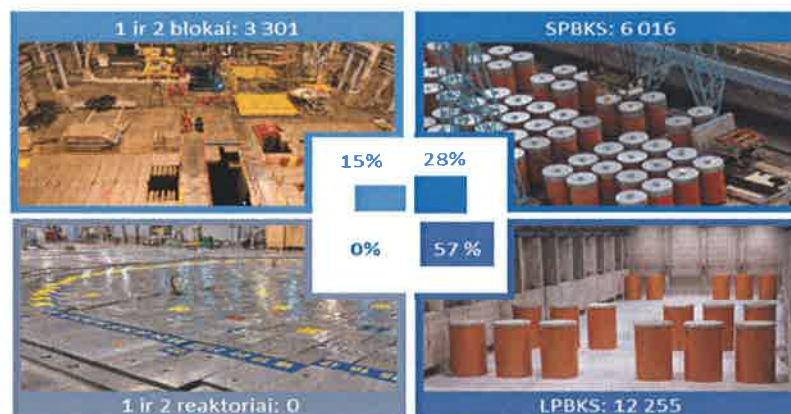 1 ir 2 blokai: 3 301
SPBKS: 6 016
15%
28%
0%
57 %
1 ir 2 reaktoriai: 0
LPBKS: 12 255